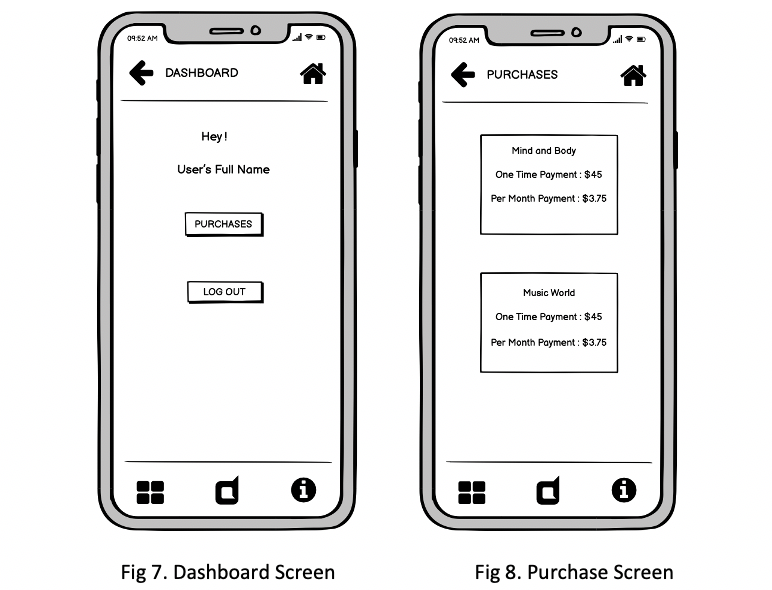 09:52 AM
DASHBOARD
Hey!
User's Full Name
PURCHASES
LOG OUT
Fig 7. Dashboard Screen
09:52 AM
PURCHASES
Mind and Body
One Time Payment : $45
Per Month Payment : $3.75
Music World
One Time Payment : $45
Per Month Payment : $3.75
Fig 8. Purchase Screen